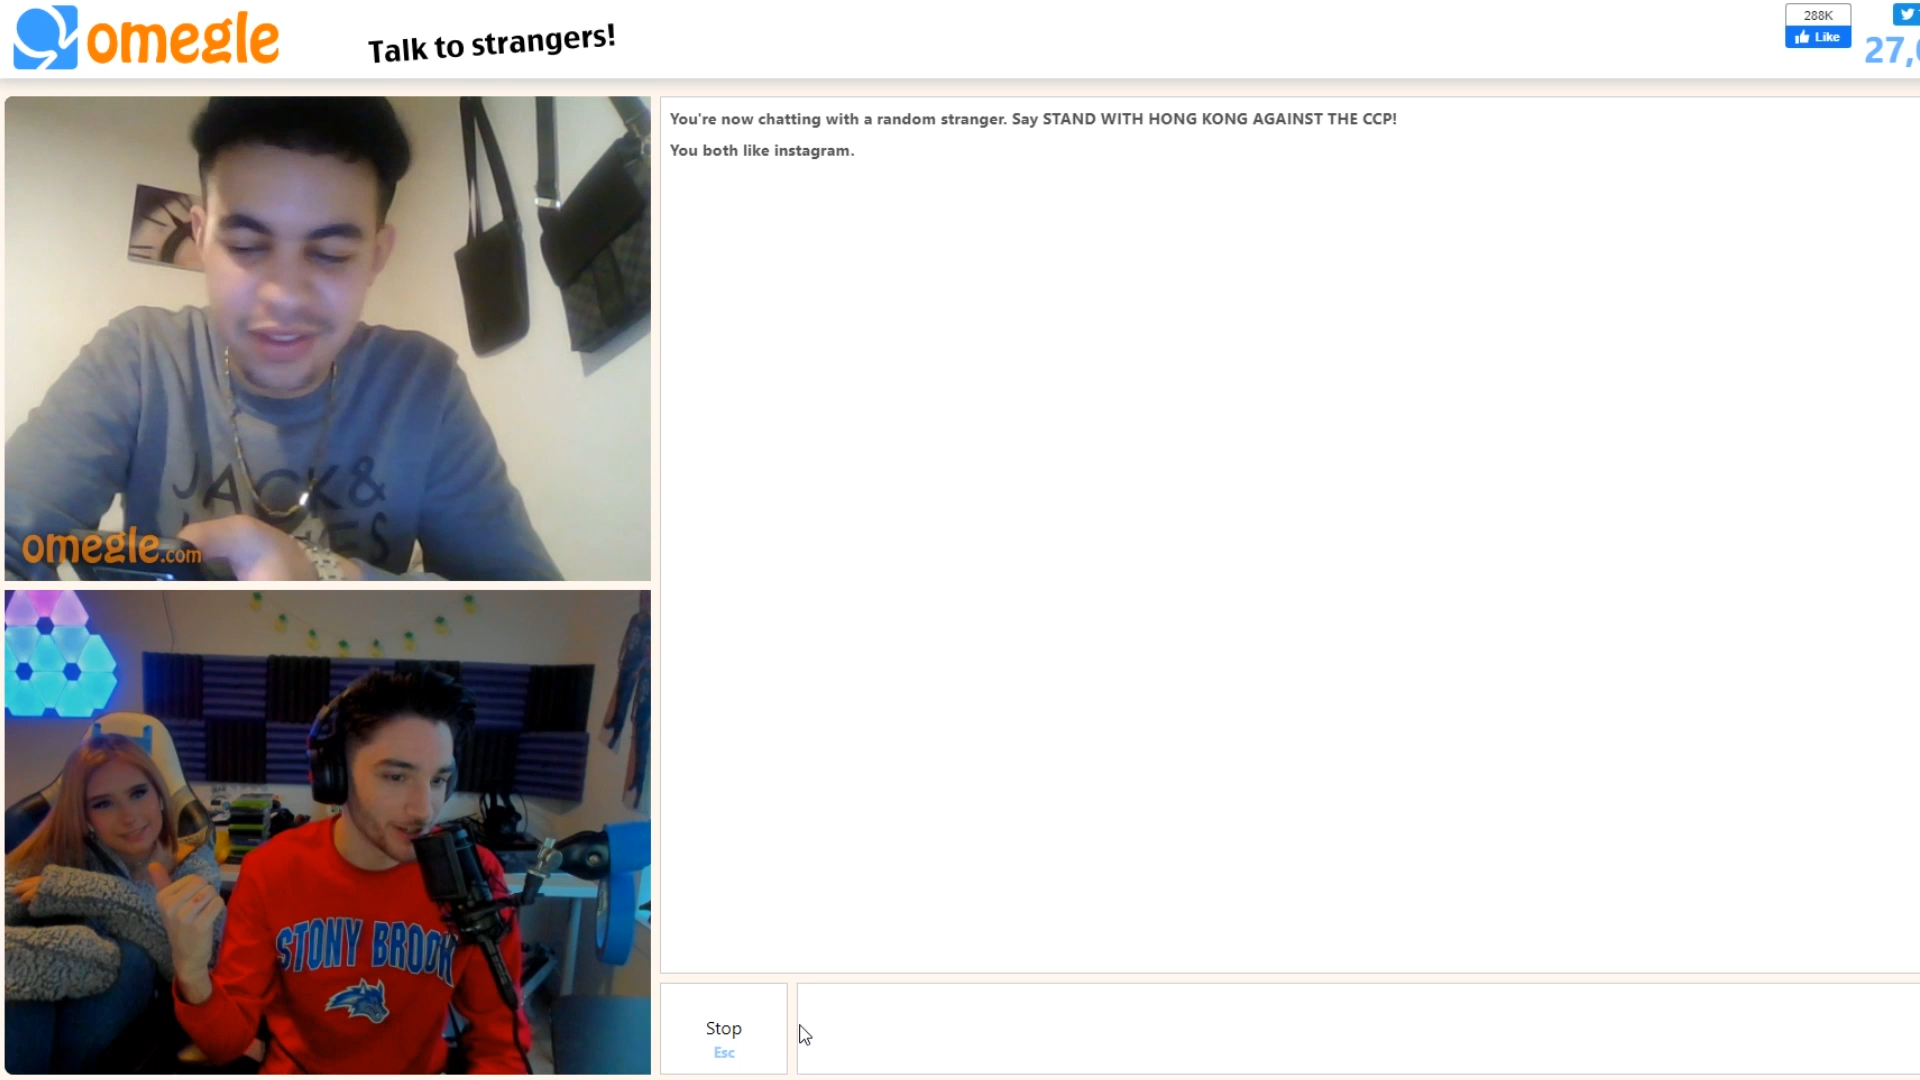 omegle
Talk to strangers!
288K
Like
You're now chatting with a random stranger. Say STAND WITH HONG KONG AGAINST THE CCP!
You both like instagram.
JACK&
omegle.com
STONY BROOK
Stop
Esc